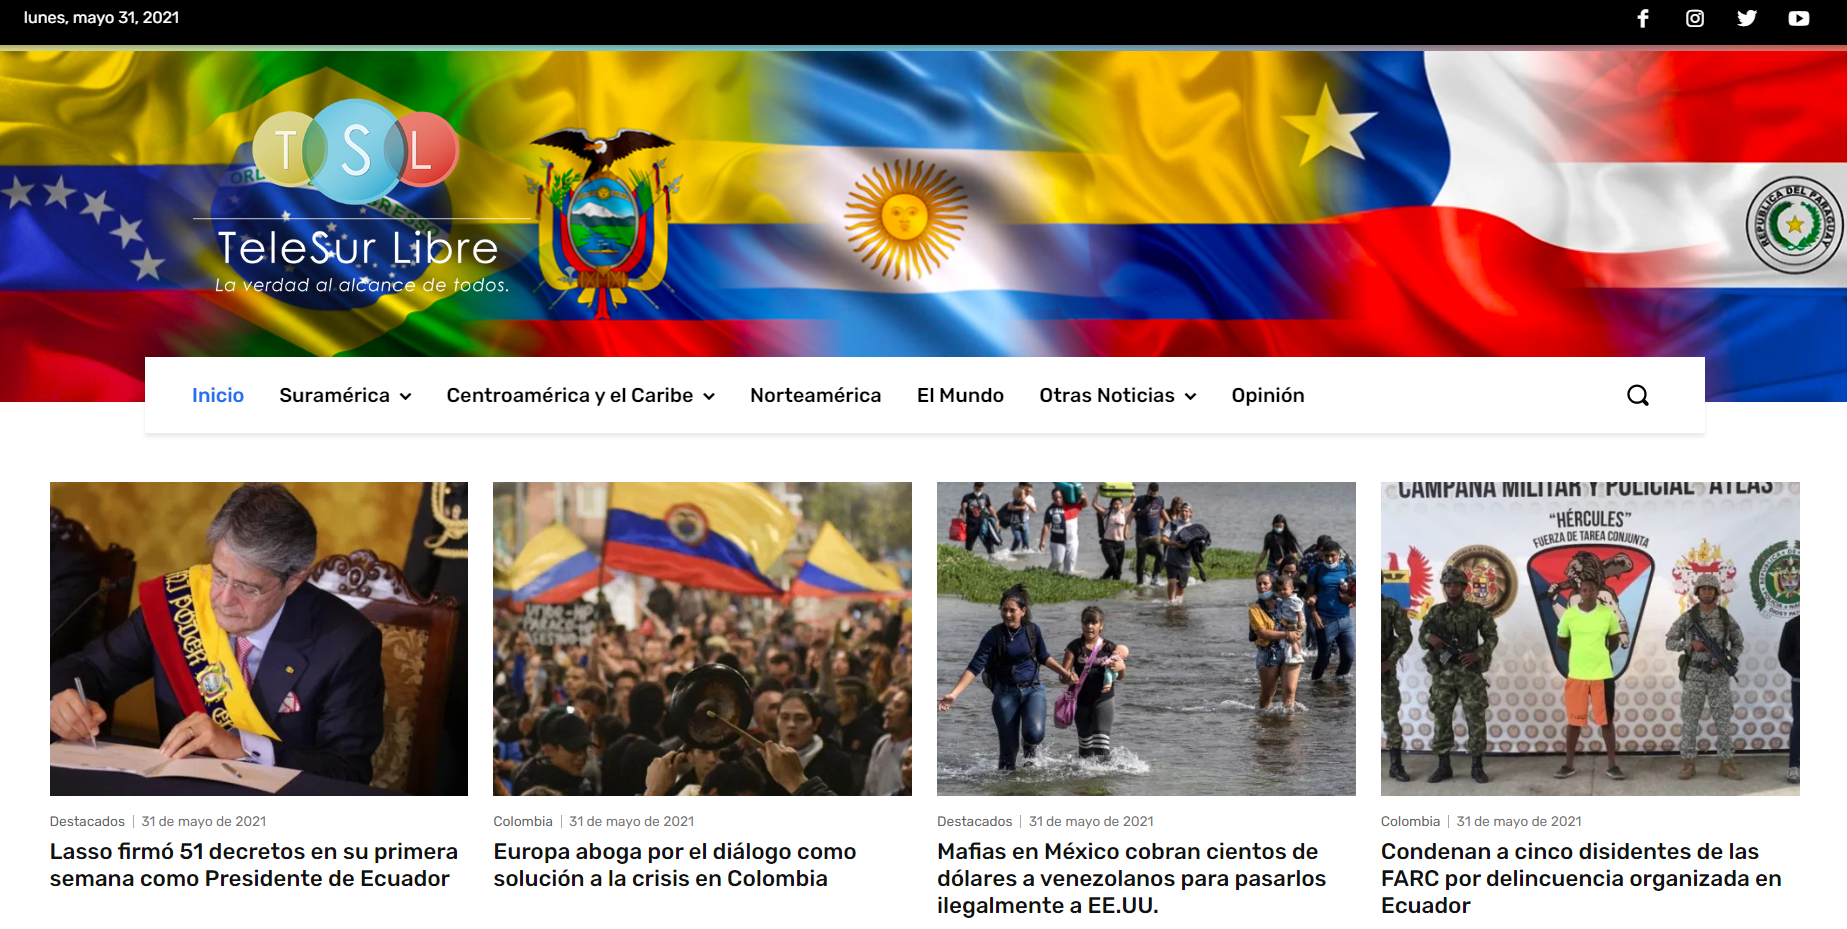 lunes, mayo 31, 2021
T S L
TeleSur Libre
La verdad al alcance de todos.
REPUBLICA DEL PARAGUAY
Inicio
Suramérica
Centroamérica y el Caribe
Norteamérica
El Mundo
Otras Noticias
Opinión
CAMPAÑA MILITAR Y POLICIAL "ATLAS"
"HÉRCULES"
FUERZA DE TAREA CONJUNTA
Destacados | 31 de mayo de 2021
Lasso firmó 51 decretos en su primera
semana como Presidente de Ecuador
Colombia | 31 de mayo de 2021
Europa aboga por el diálogo como
solución a la crisis en Colombia
Destacados | 31 de mayo de 2021
Mafias en México cobran cientos de
dólares a venezolanos para pasarlos
ilegalmente a EE.UU.
Colombia | 31 de mayo de 2021
Condenan a cinco disidentes de las
FARC por delincuencia organizada en
Ecuador